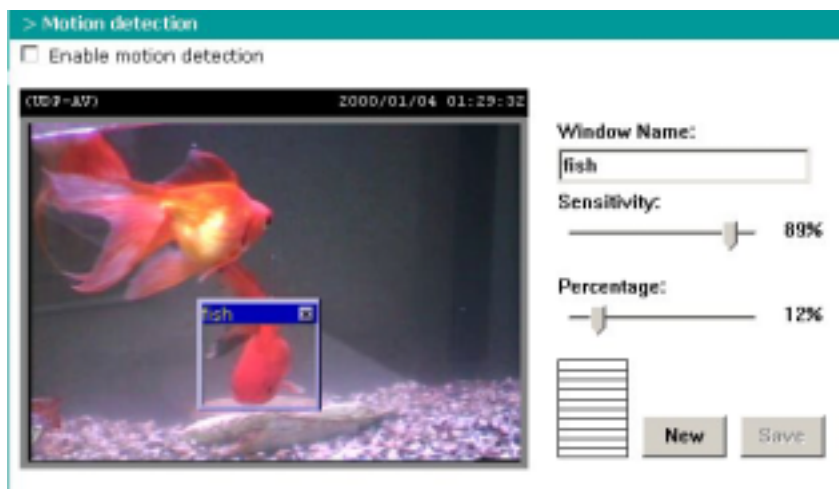 > Motion detection
Enable motion detection
(UDP-AV) 2000/01/04 01:29:32
Window Name:
fish
Sensitivity:
89%
fish
Percentage:
12%
New Save